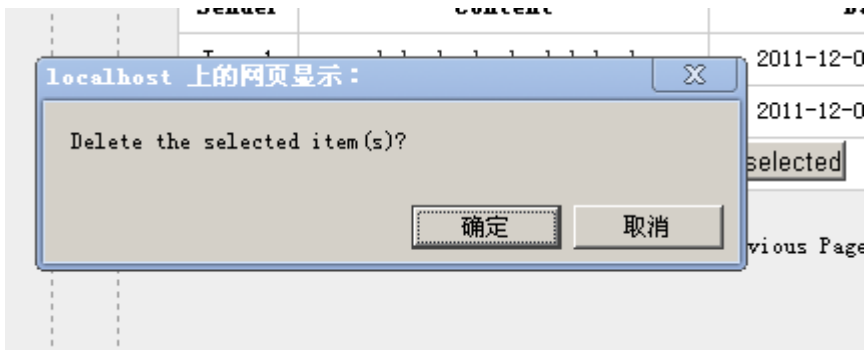 Sender Content
localhost 上的网页显示：
2011-12-0
Delete the selected item(s)?
2011-12-0
selected
确定 取消
vious Page